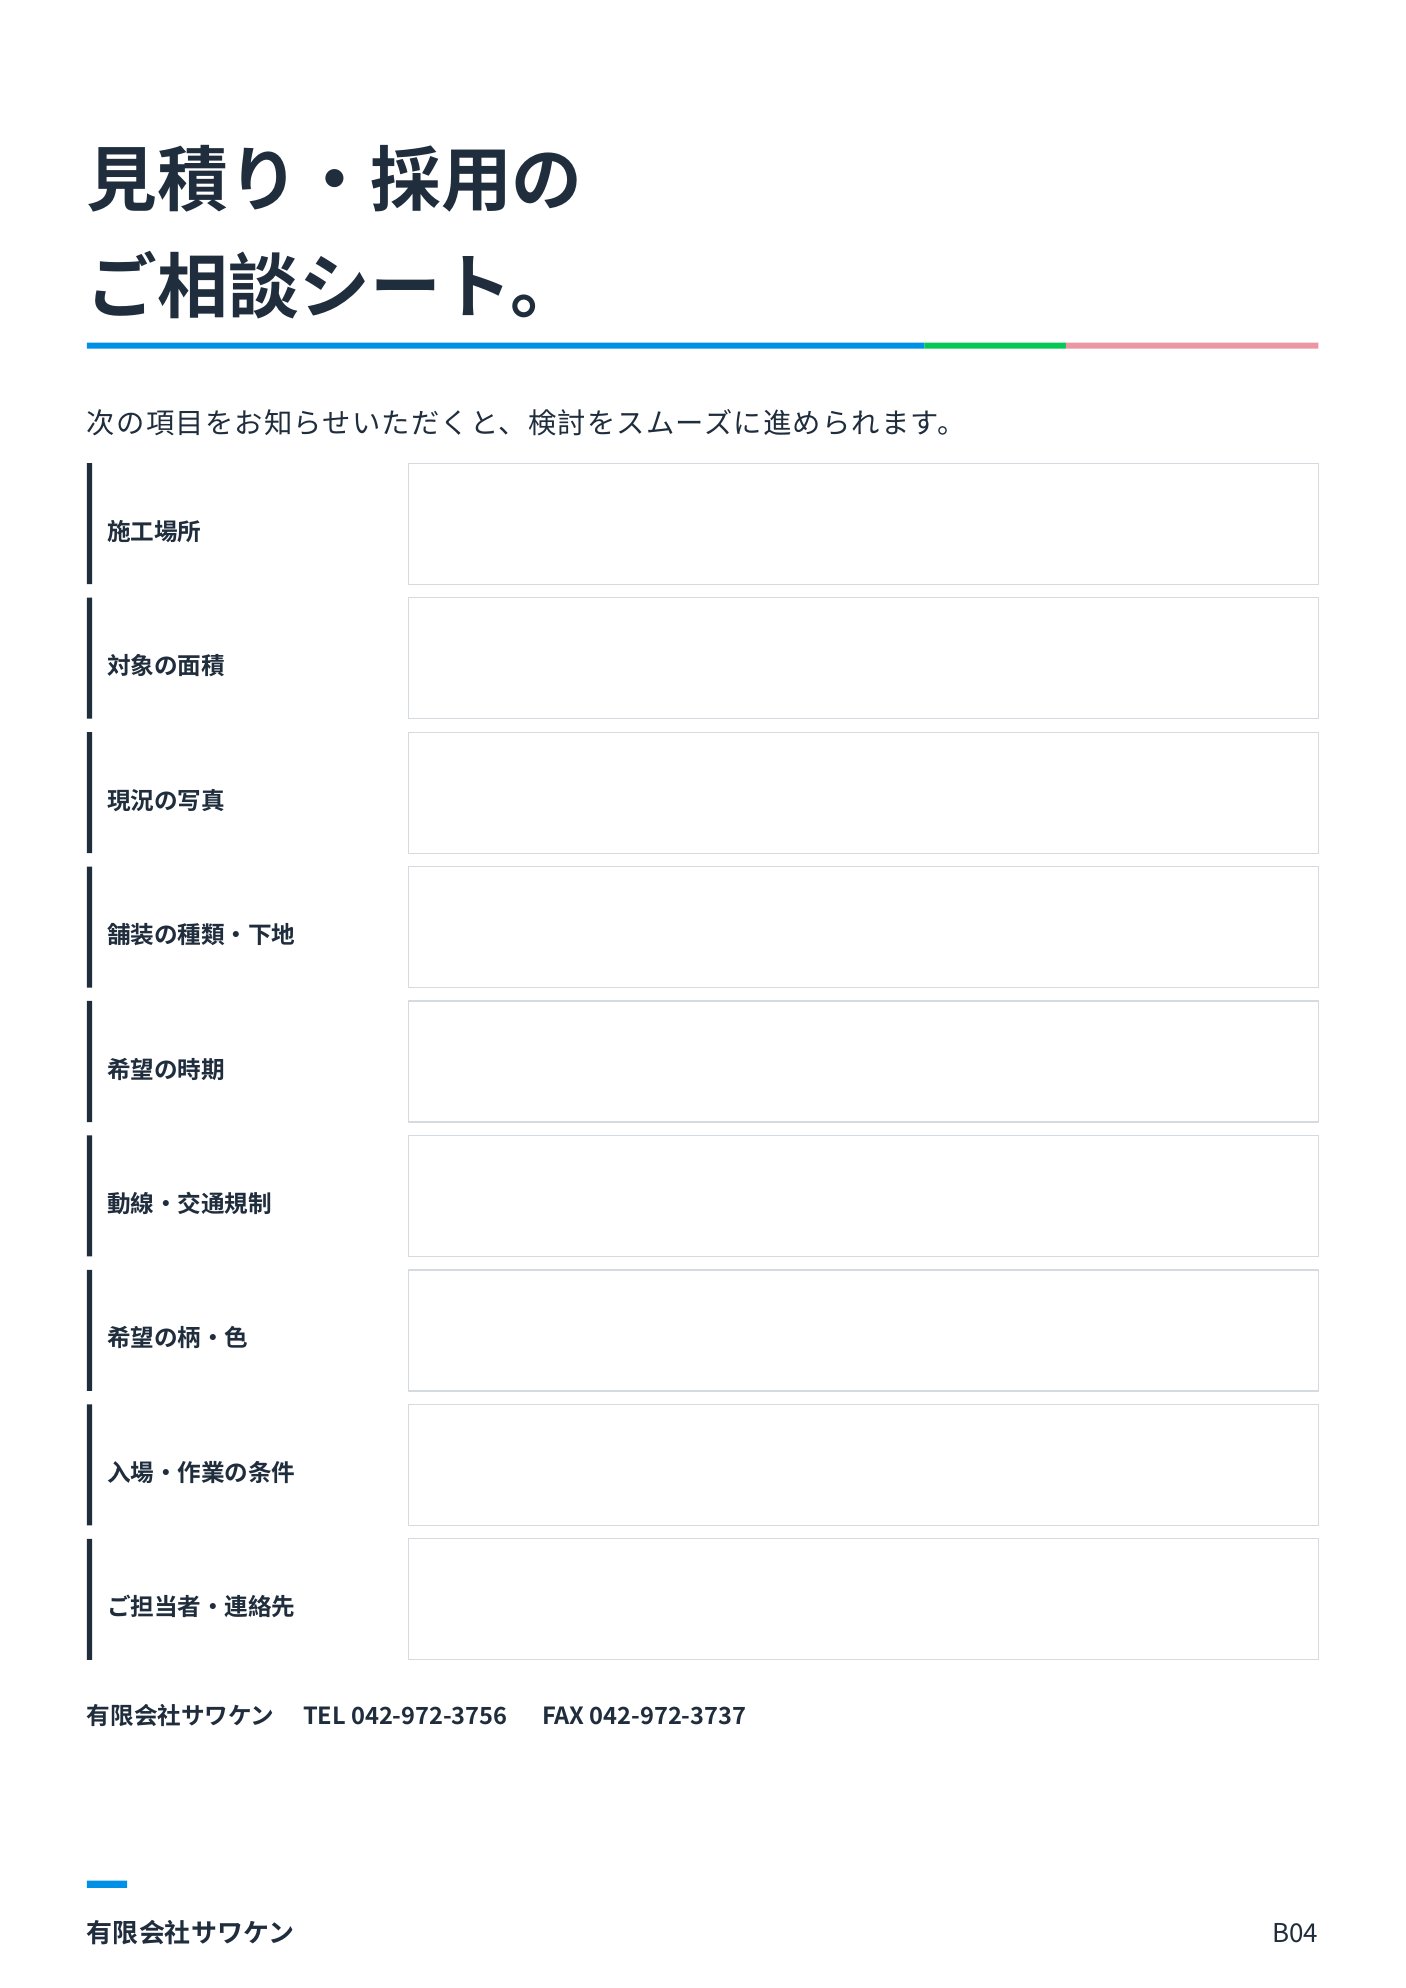 見積り・採用の
ご相談シート。
次の項目をお知らせいただくと、検討をスムーズに進められます。
施工場所
対象の面積
現況の写真
舗装の種類・下地
希望の時期
動線・交通規制
希望の柄・色
入場・作業の条件
ご担当者・連絡先
有限会社サワケン TEL 042-972-3756 FAX 042-972-3737
有限会社サワケン
B04